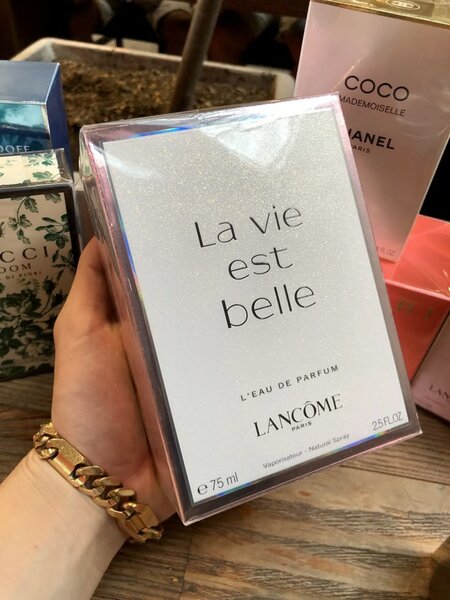 La vie
est
belle
L'EAU DE PARFUM
LANCÔME
PARIS
Vaporisateur - Natural Spray
e 75 ml
2.5 FL.OZ
COCO
MADEMOISELLE
CHANEL
PARIS